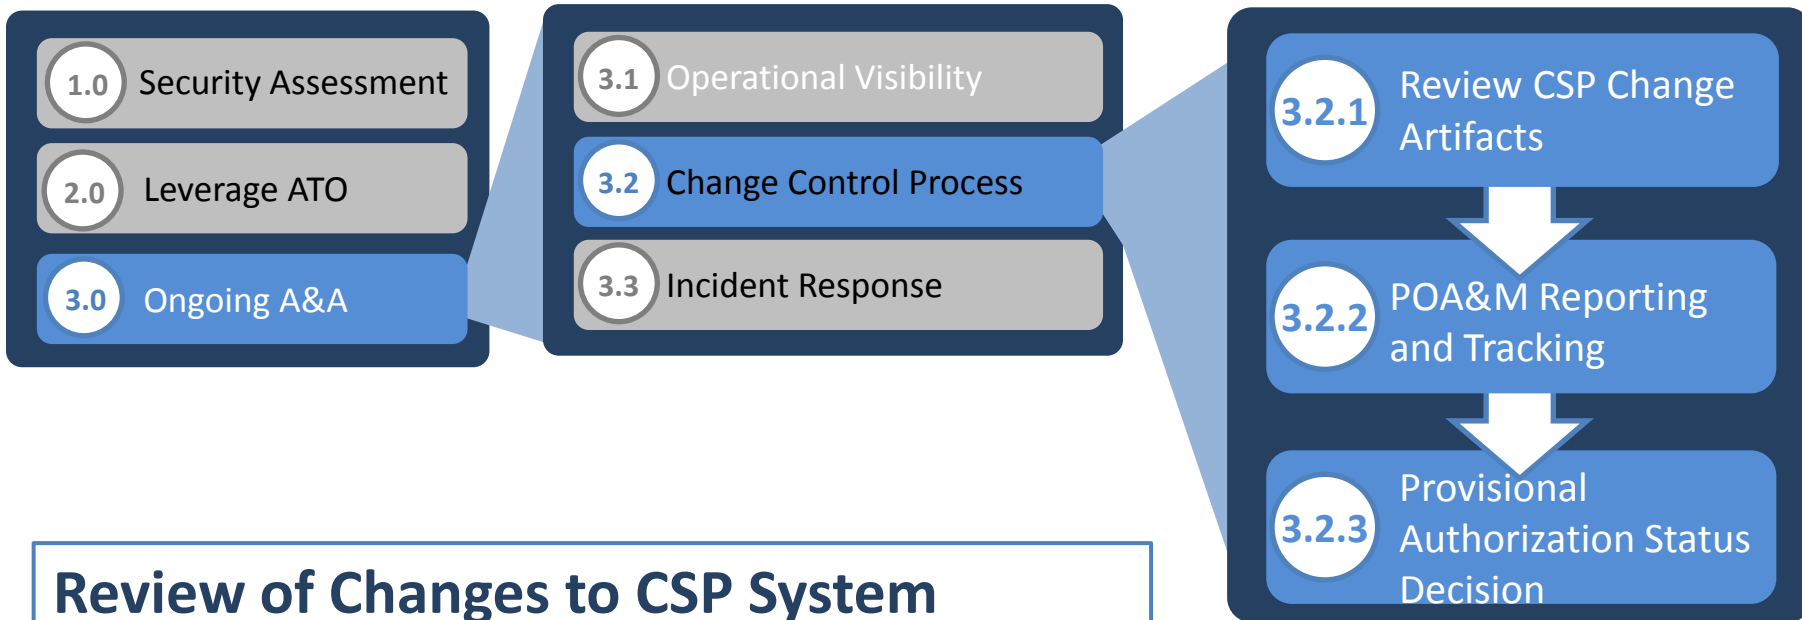 1.0 Security Assessment
2.0 Leverage ATO
3.0 Ongoing A&A
3.1 Operational Visibility
3.2 Change Control Process
3.3 Incident Response
3.2.1 Review CSP Change
Artifacts
3.2.2 POA&M Reporting
and Tracking
3.2.3 Provisional
Authorization Status
Decision
Review of Changes to CSP System